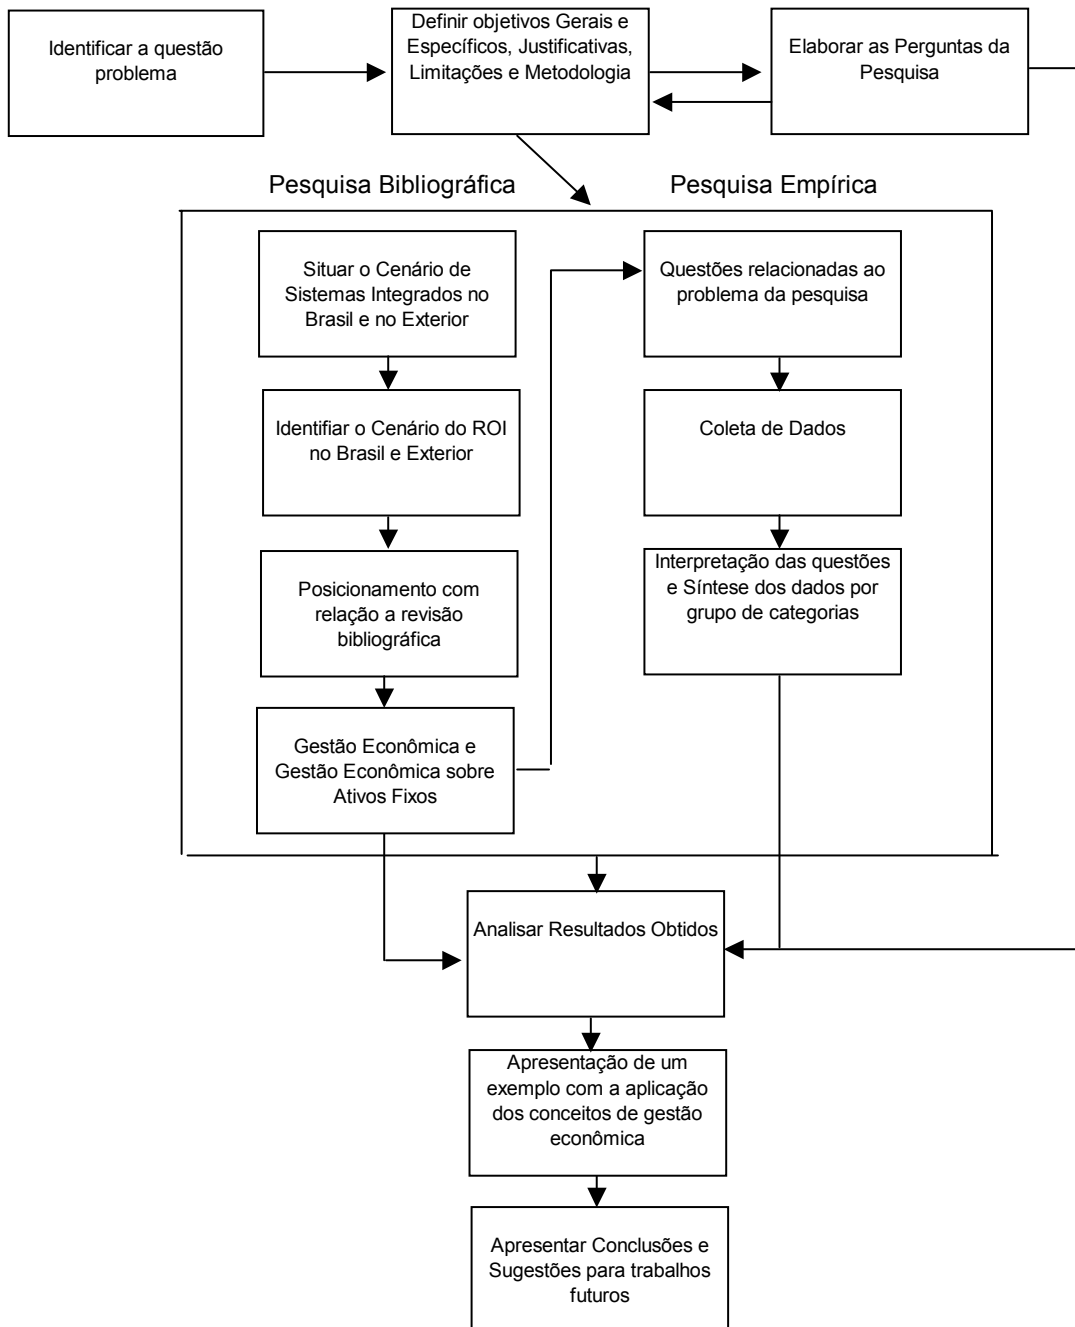 Identificar a questão
problema
Definir objetivos Gerais e
Específicos, Justificativas,
Limitações e Metodologia
Elaborar as Perguntas da
Pesquisa
Pesquisa Bibliográfica
Pesquisa Empírica
Situar o Cenário de
Sistemas Integrados no
Brasil e no Exterior
Identifiar o Cenário do ROI
no Brasil e Exterior
Posicionamento com
relação a revisão
bibliográfica
Gestão Econômica e
Gestão Econômica sobre
Ativos Fixos
Questões relacionadas ao
problema da pesquisa
Coleta de Dados
Interpretação das questões
e Síntese dos dados por
grupo de categorias
Analisar Resultados Obtidos
Apresentação de um
exemplo com a aplicação
dos conceitos de gestão
econômica
Apresentar Conclusões e
Sugestões para trabalhos
futuros